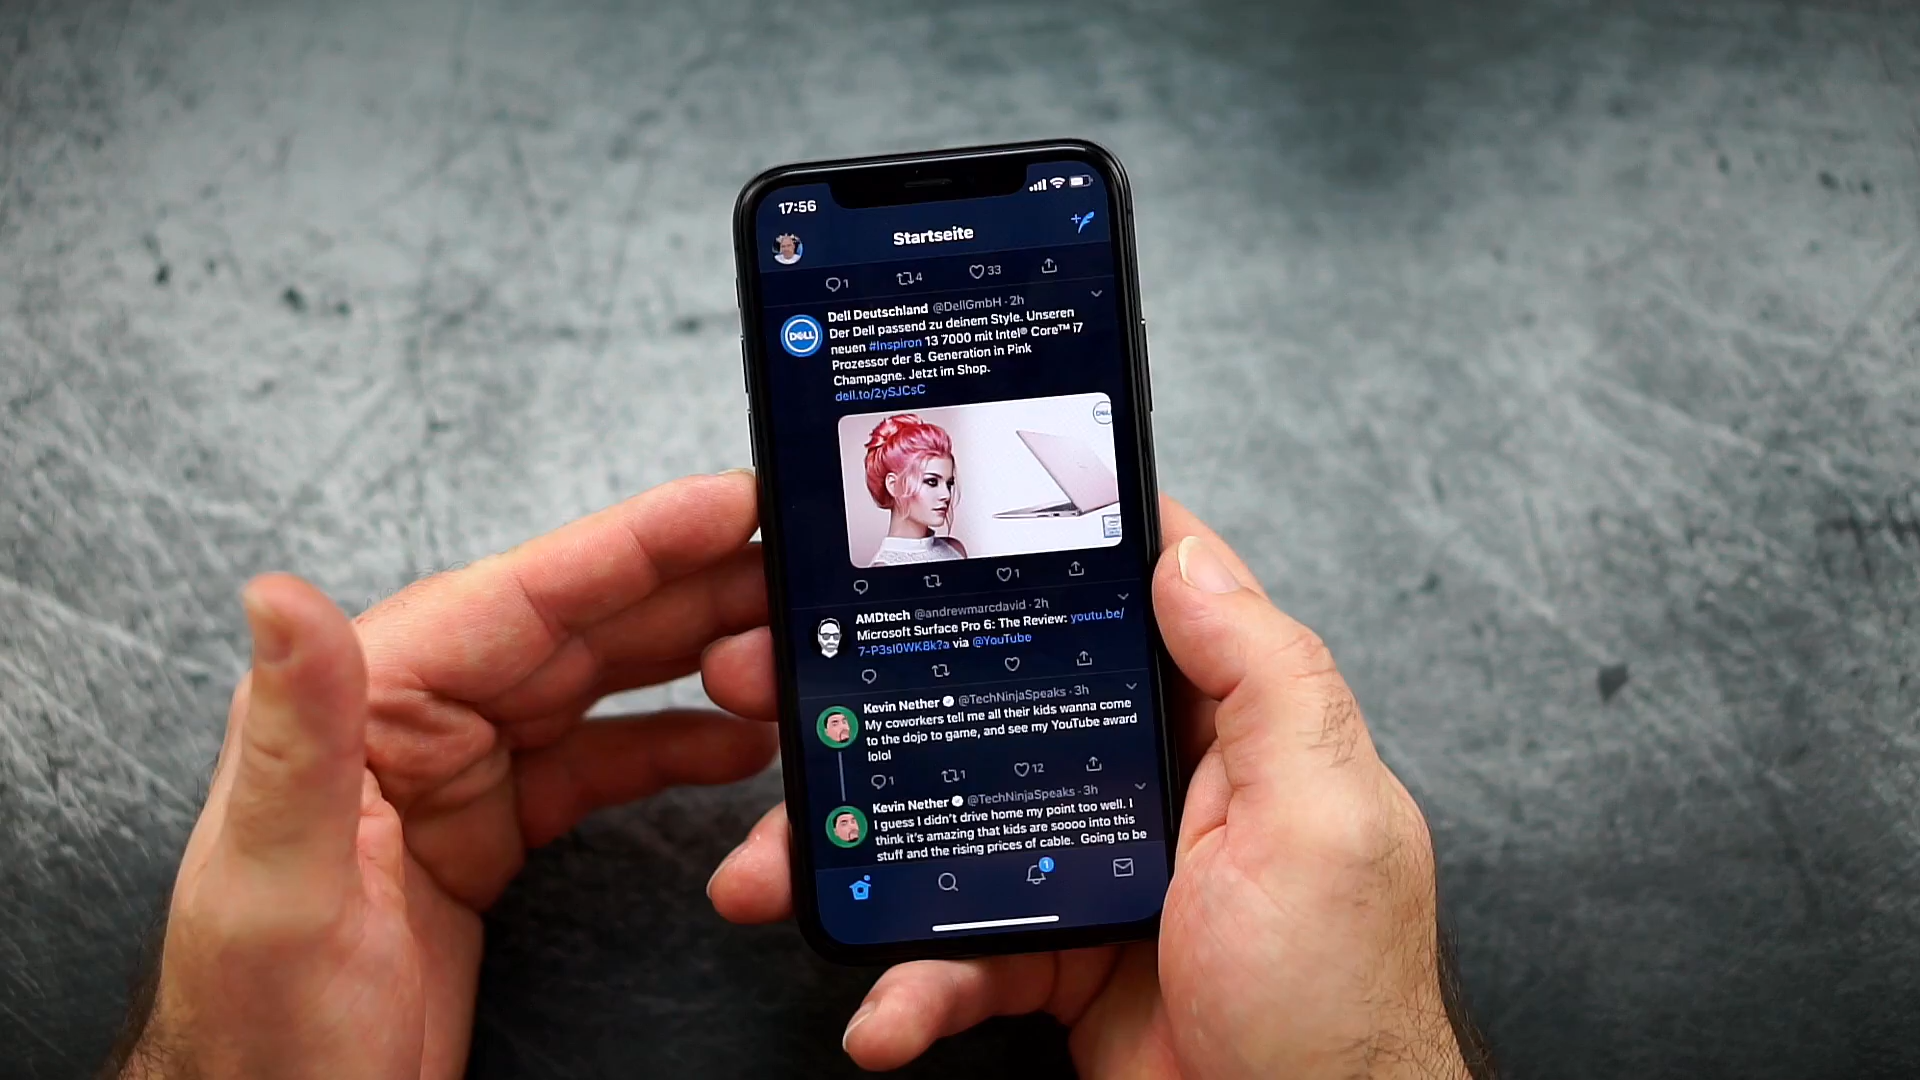 17:56
Startseite
1 4 33
Dell Deutschland @DellGmbH · 2h
Der Dell passend zu deinem Style. Unseren
neuen #Inspiron 13 7000 mit Intel® Core™ i7
Prozessor der 8. Generation in Pink
Champagne. Jetzt im Shop.
dell.to/2ySJCsC
DELL
1
AMDtech @andrewmarcdavid · 2h
Microsoft Surface Pro 6: The Review: youtu.be/
7-P3sI0WK8k?a via @YouTube
Kevin Nether @TechNinjaSpeaks · 3h
My coworkers tell me all their kids wanna come
to the dojo to game, and see my YouTube award
lolol
1 1 12
Kevin Nether @TechNinjaSpeaks · 3h
I guess I didn't drive home my point too well. I
think it's amazing that kids are soooo into this
stuff and the rising prices of cable. Going to be
1